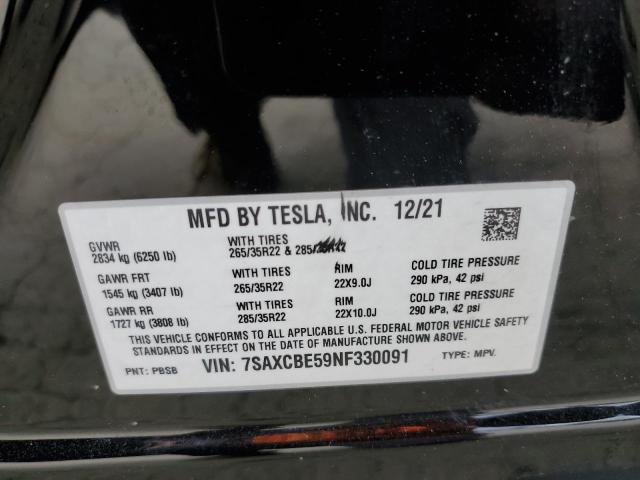 MFD BY TESLA, INC. 12/21
GVWR
2834 kg (6250 lb)
WITH TIRES
265/35R22 & 285/35R22
GAWR FRT
1545 kg (3407 lb)
WITH TIRES
265/35R22
RIM
22X9.0J
COLD TIRE PRESSURE
290 kPa, 42 psi
GAWR RR
1727 kg (3808 lb)
WITH TIRES
285/35R22
RIM
22X10.0J
COLD TIRE PRESSURE
290 kPa, 42 psi
THIS VEHICLE CONFORMS TO ALL APPLICABLE U.S. FEDERAL MOTOR VEHICLE SAFETY
STANDARDS IN EFFECT ON THE DATE OF MANUFACTURE SHOWN ABOVE.
PNT: PBSB
VIN: 7SAXCBE59NF330091
TYPE: MPV.